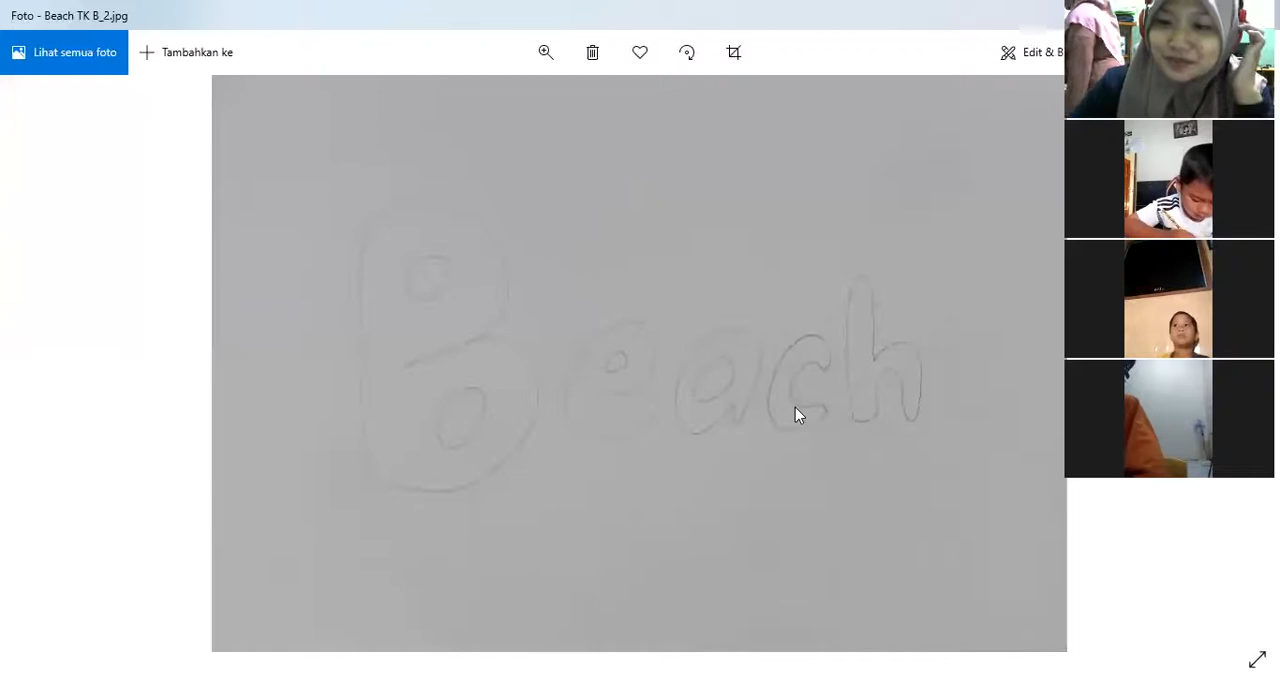 Foto - Beach TK B_2.jpg
Lihat semua foto
Tambahkan ke
Edit & B
Beach